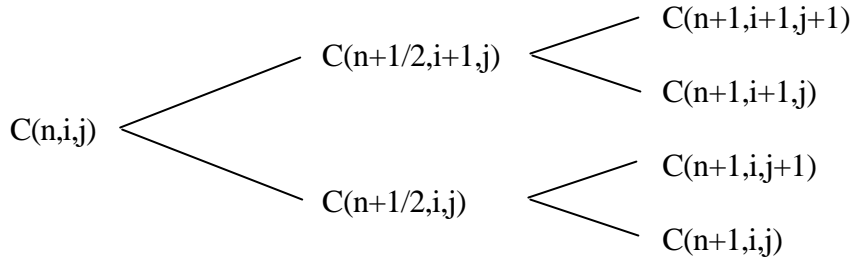 C(n+1,i+1,j+1)
C(n+1/2,i+1,j)
C(n+1,i+1,j)
C(n,i,j)
C(n+1,i,j+1)
C(n+1/2,i,j)
C(n+1,i,j)